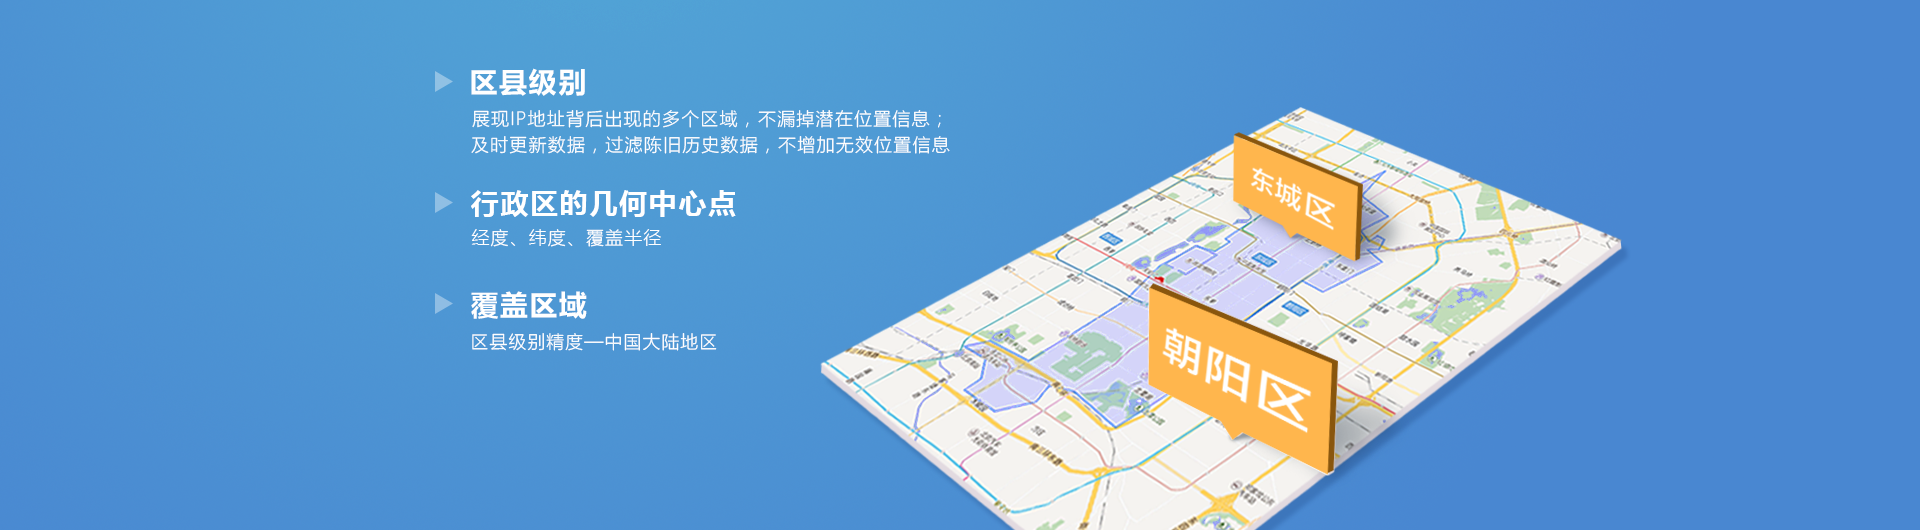 区县级别
展现IP地址背后出现的多个区域，不漏掉潜在位置信息；
及时更新数据，过滤陈旧历史数据，不增加无效位置信息
行政区的几何中心点
经度、纬度、覆盖半径
覆盖区域
区县级别精度—中国大陆地区
东城区
朝阳区